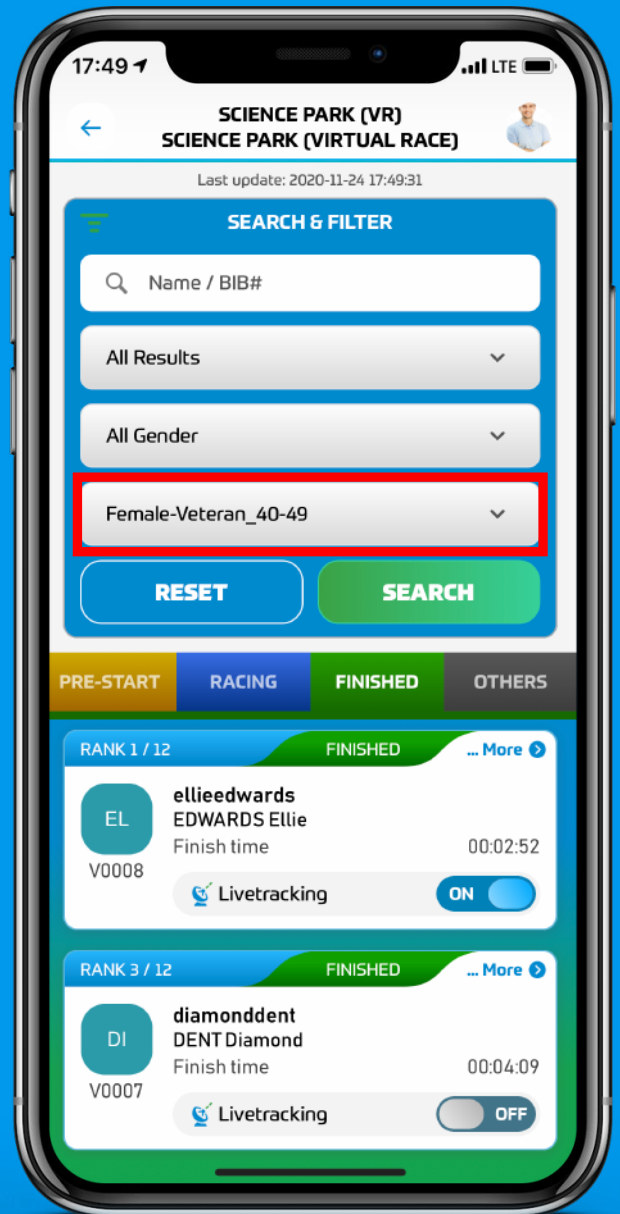 17:49
LTE
SCIENCE PARK (VR)
SCIENCE PARK (VIRTUAL RACE)
Last update: 2020-11-24 17:49:31
SEARCH & FILTER
Name / BIB#
All Results
All Gender
Female-Veteran_40-49
RESET
SEARCH
PRE-START
RACING
FINISHED
OTHERS
RANK 1 / 12
FINISHED
... More
EL
ellieedwards
EDWARDS Ellie
Finish time
00:02:52
V0008
Livetracking
ON
RANK 3 / 12
FINISHED
... More
DI
diamonddent
DENT Diamond
Finish time
00:04:09
V0007
Livetracking
OFF